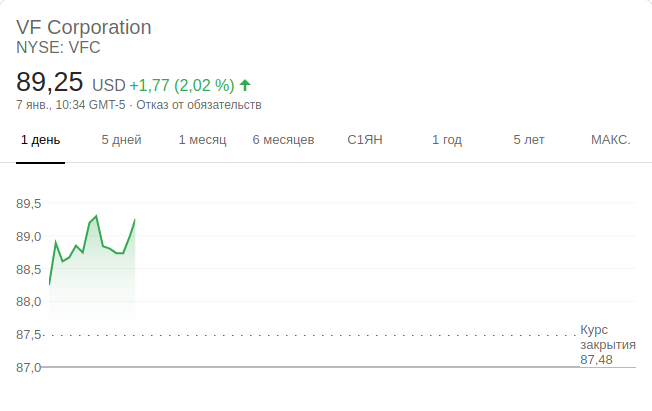 VF Corporation
NYSE: VFC
89,25 USD +1,77 (2,02 %)
7 янв., 10:34 GMT-5 · Отказ от обязательств
1 день 5 дней 1 месяц 6 месяцев С1ЯН 1 год 5 лет МАКС.
89,5
89,0
88,5
88,0
87,5
87,0
Курс
закрытия
87,48